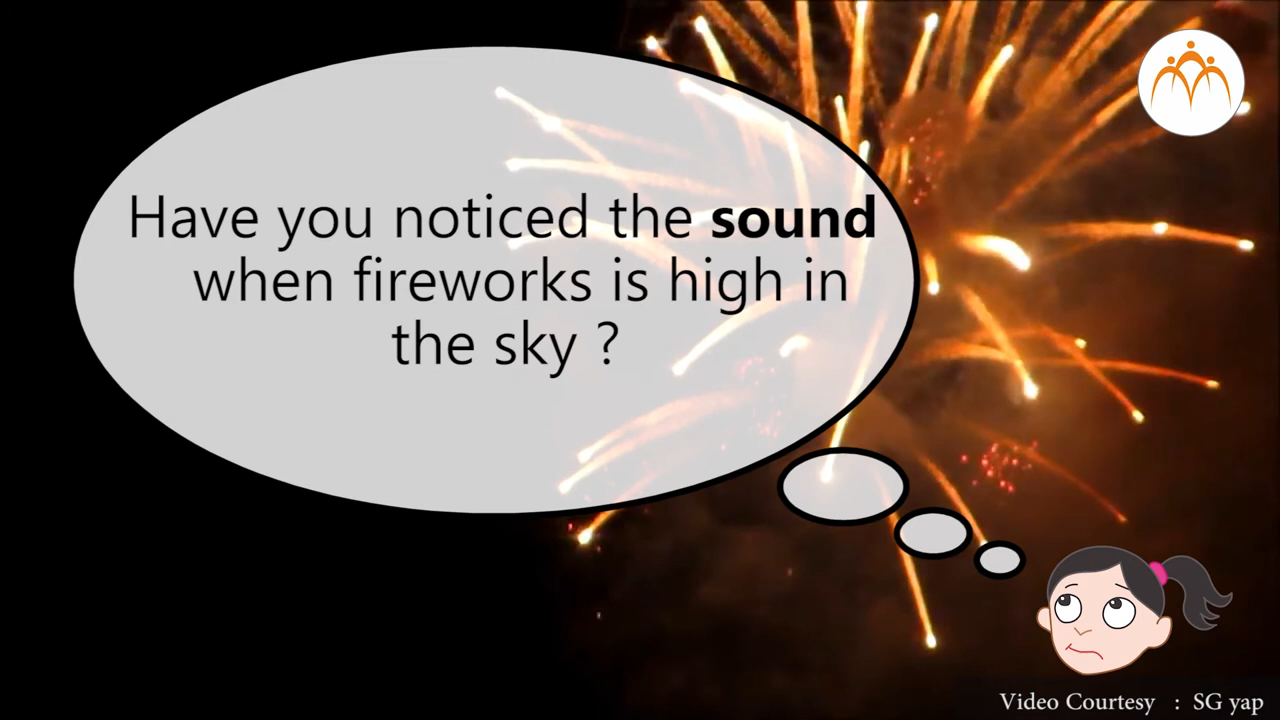 Have you noticed the sound
when fireworks is high in
the sky ?
Video Courtesy : SG yap